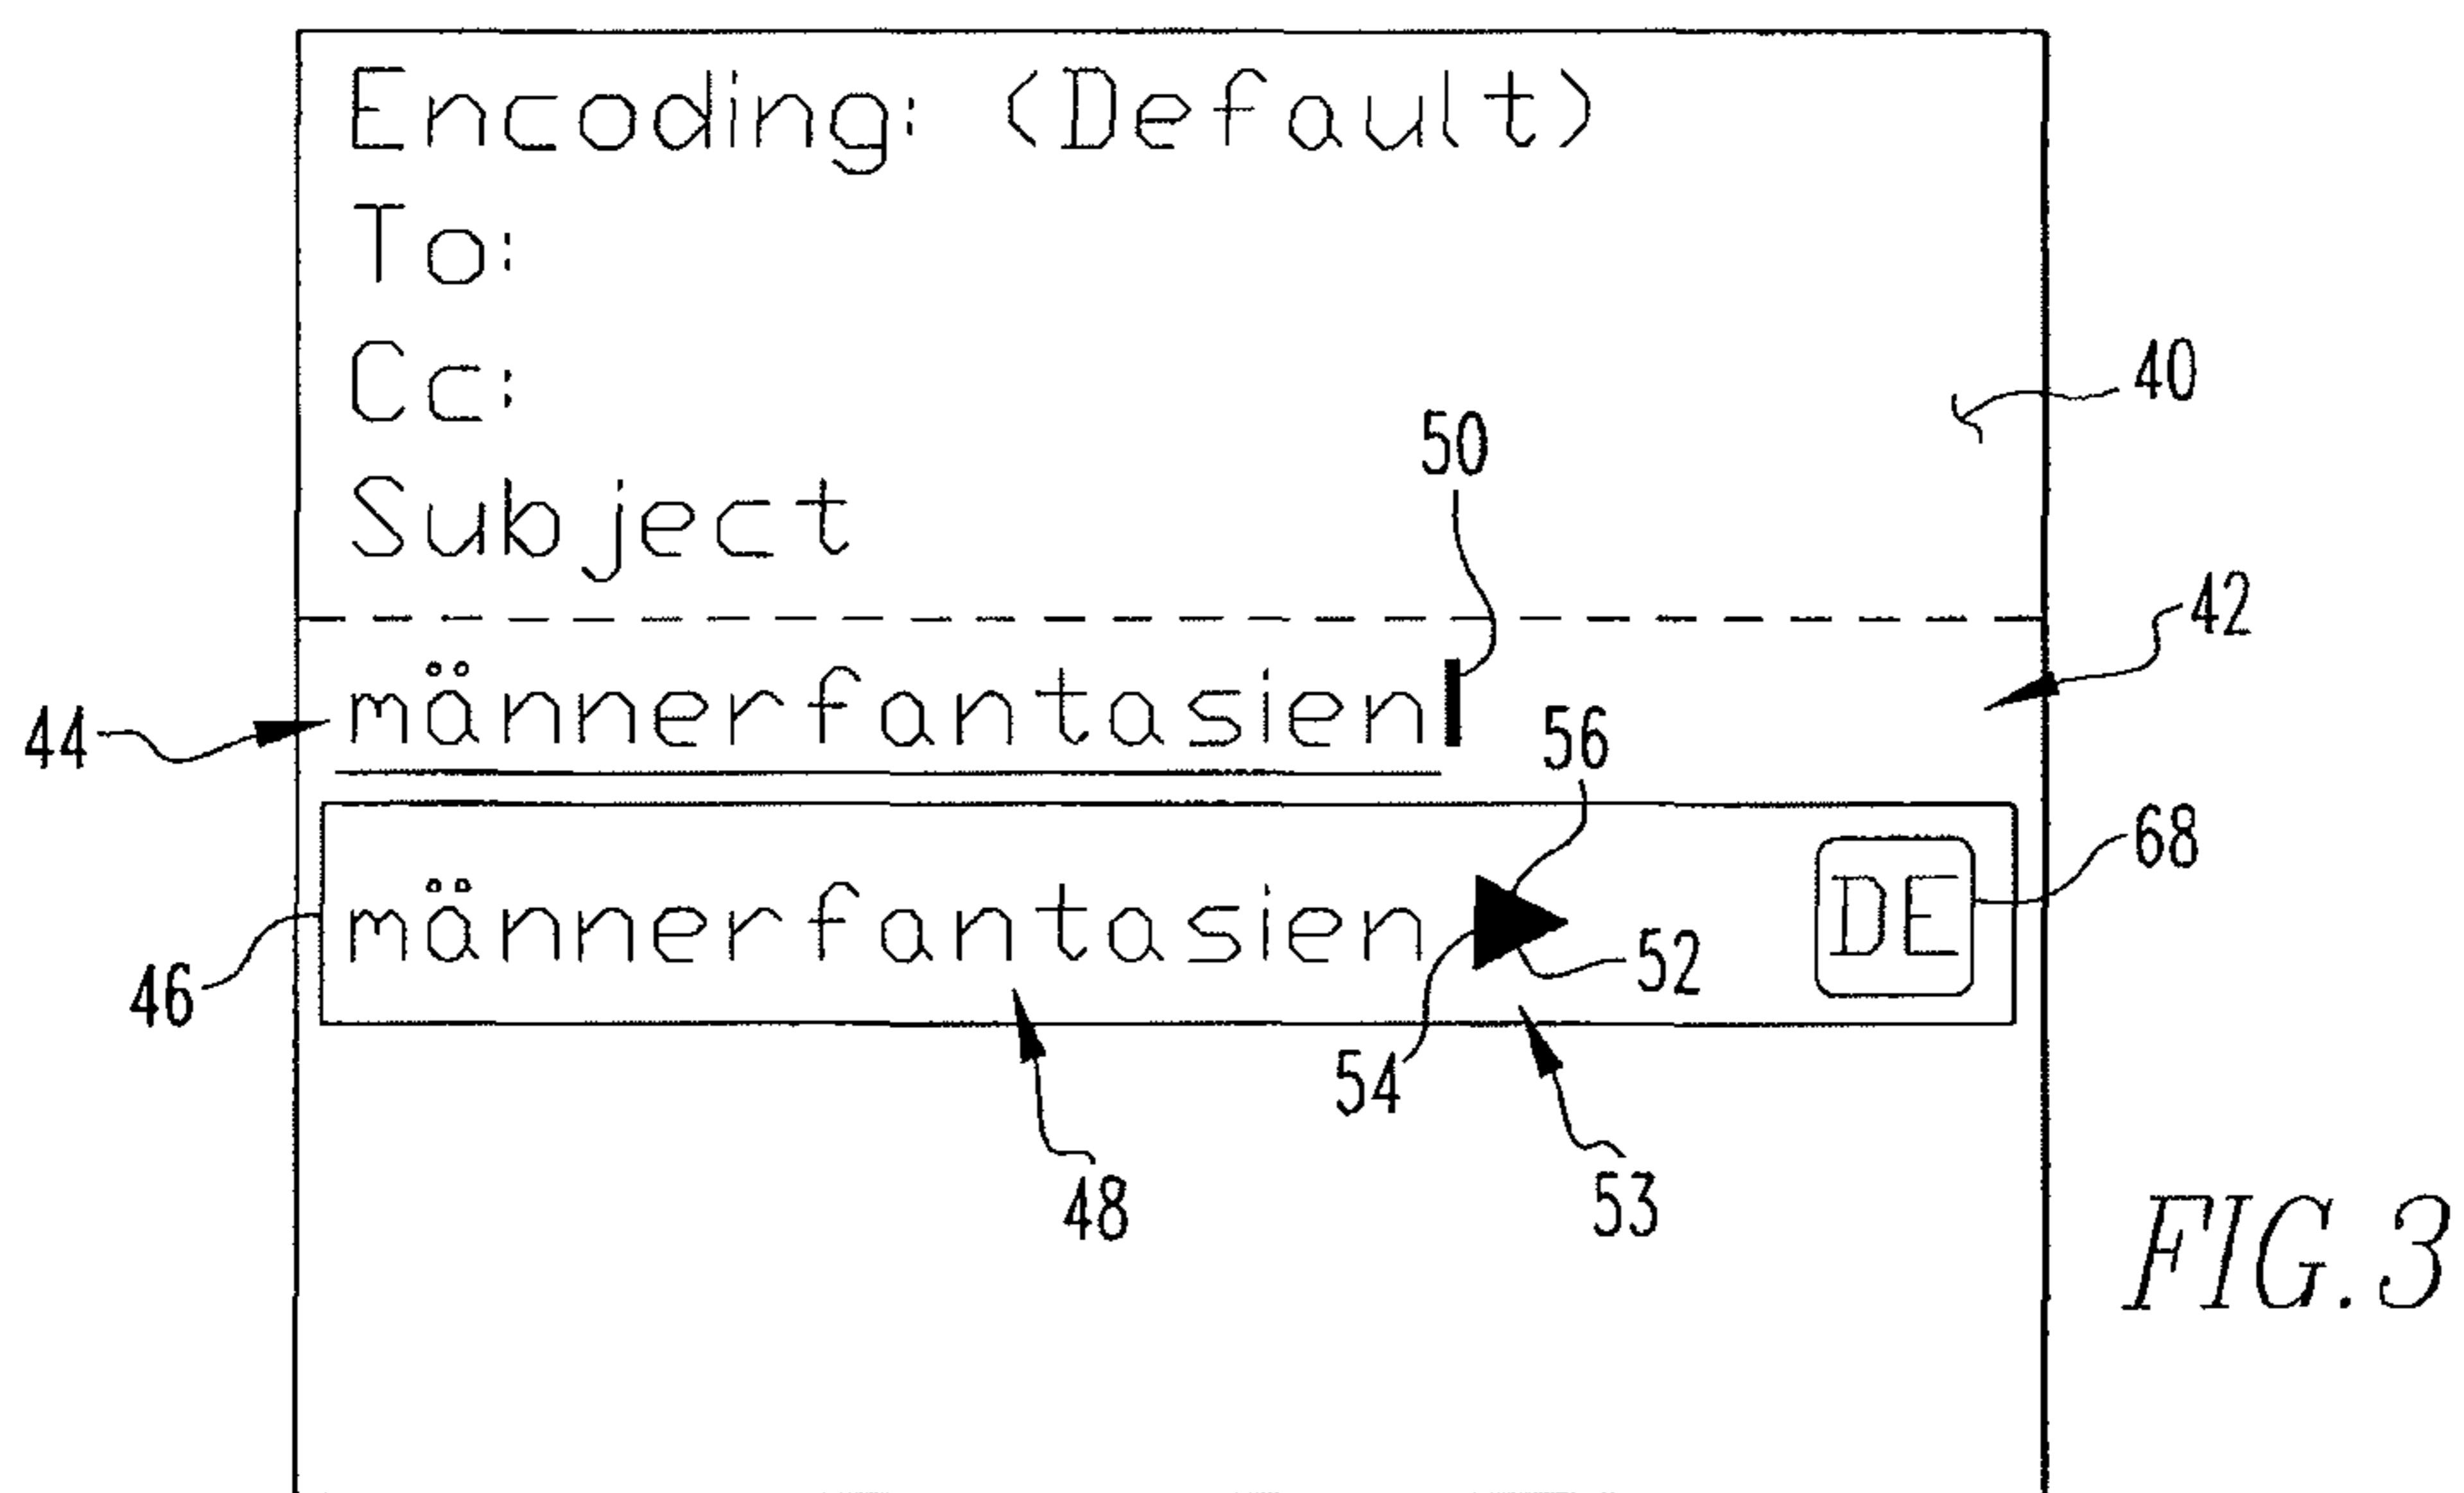 Encoding: (Default)
To:
Cc:
40
50
Subject
42
männerfantasien
44
56
68
männerfantasien DE
52
46
54
48
53
FIG.3